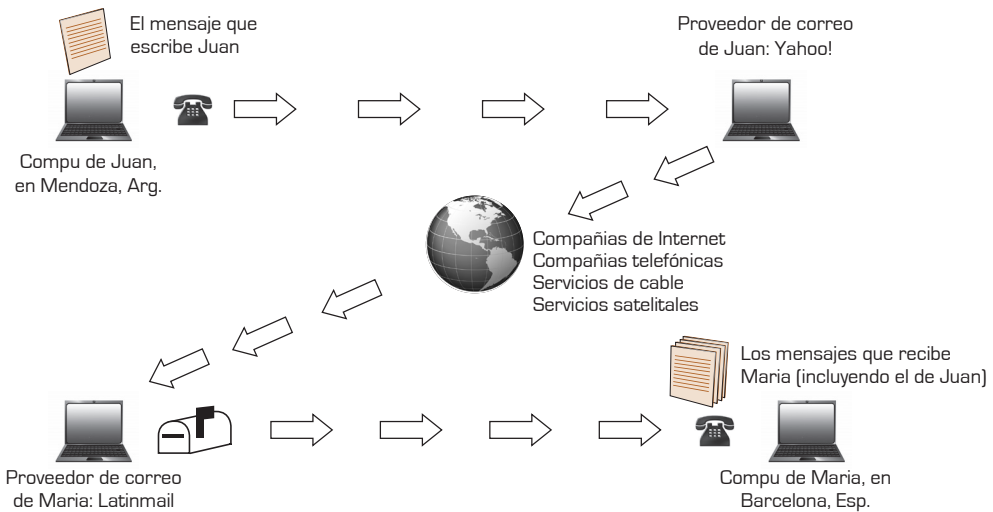 El mensaje que
escribe Juan
Proveedor de correo
de Juan: Yahoo!
Compu de Juan,
en Mendoza, Arg.
Compañias de Internet
Compañias telefónicas
Servicios de cable
Servicios satelitales
Los mensajes que recibe
Maria (incluyendo el de Juan)
Proveedor de correo
de Maria: Latinmail
Compu de Maria, en
Barcelona, Esp.